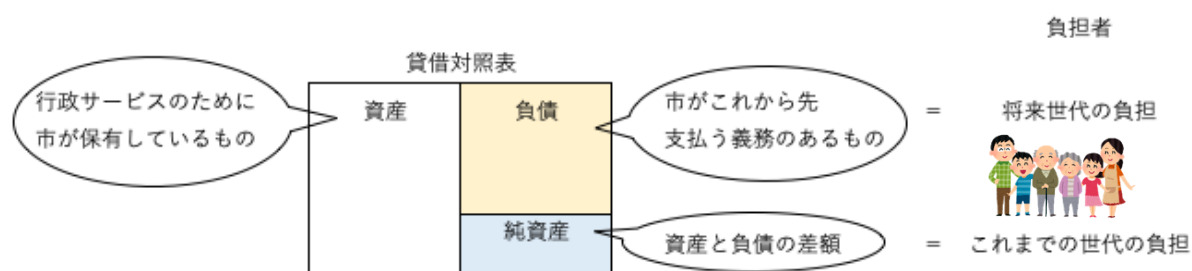 負担者
貸借対照表
行政サービスのために
市が保有しているもの
資産
負債
市がこれから先
支払う義務のあるもの
=
将来世代の負担
純資産
資産と負債の差額
=
これまでの世代の負担